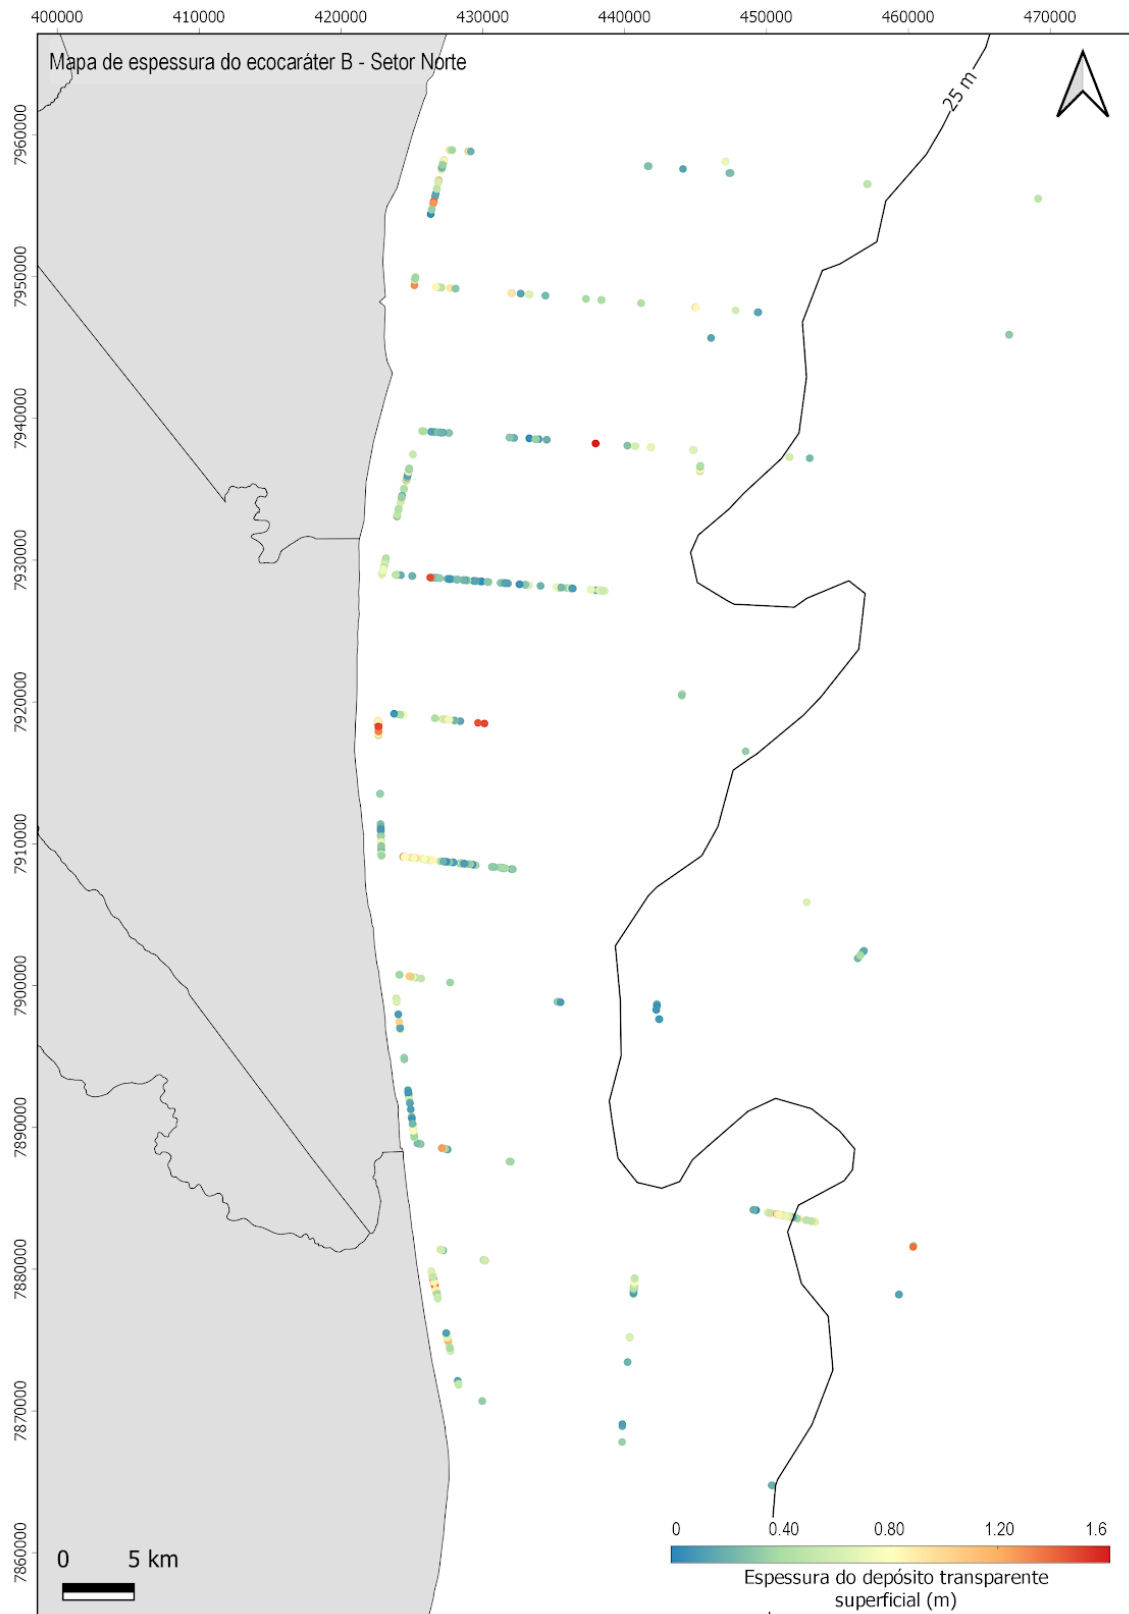 400000 410000 420000 430000 440000 450000 460000 470000
Mapa de espessura do ecocaráter B - Setor Norte
25 m
7960000
7950000
7940000
7930000
7920000
7910000
7900000
7890000
7880000
7870000
7860000
0 5 km
0 0.40 0.80 1.20 1.6
Espessura do depósito transparente
superficial (m)